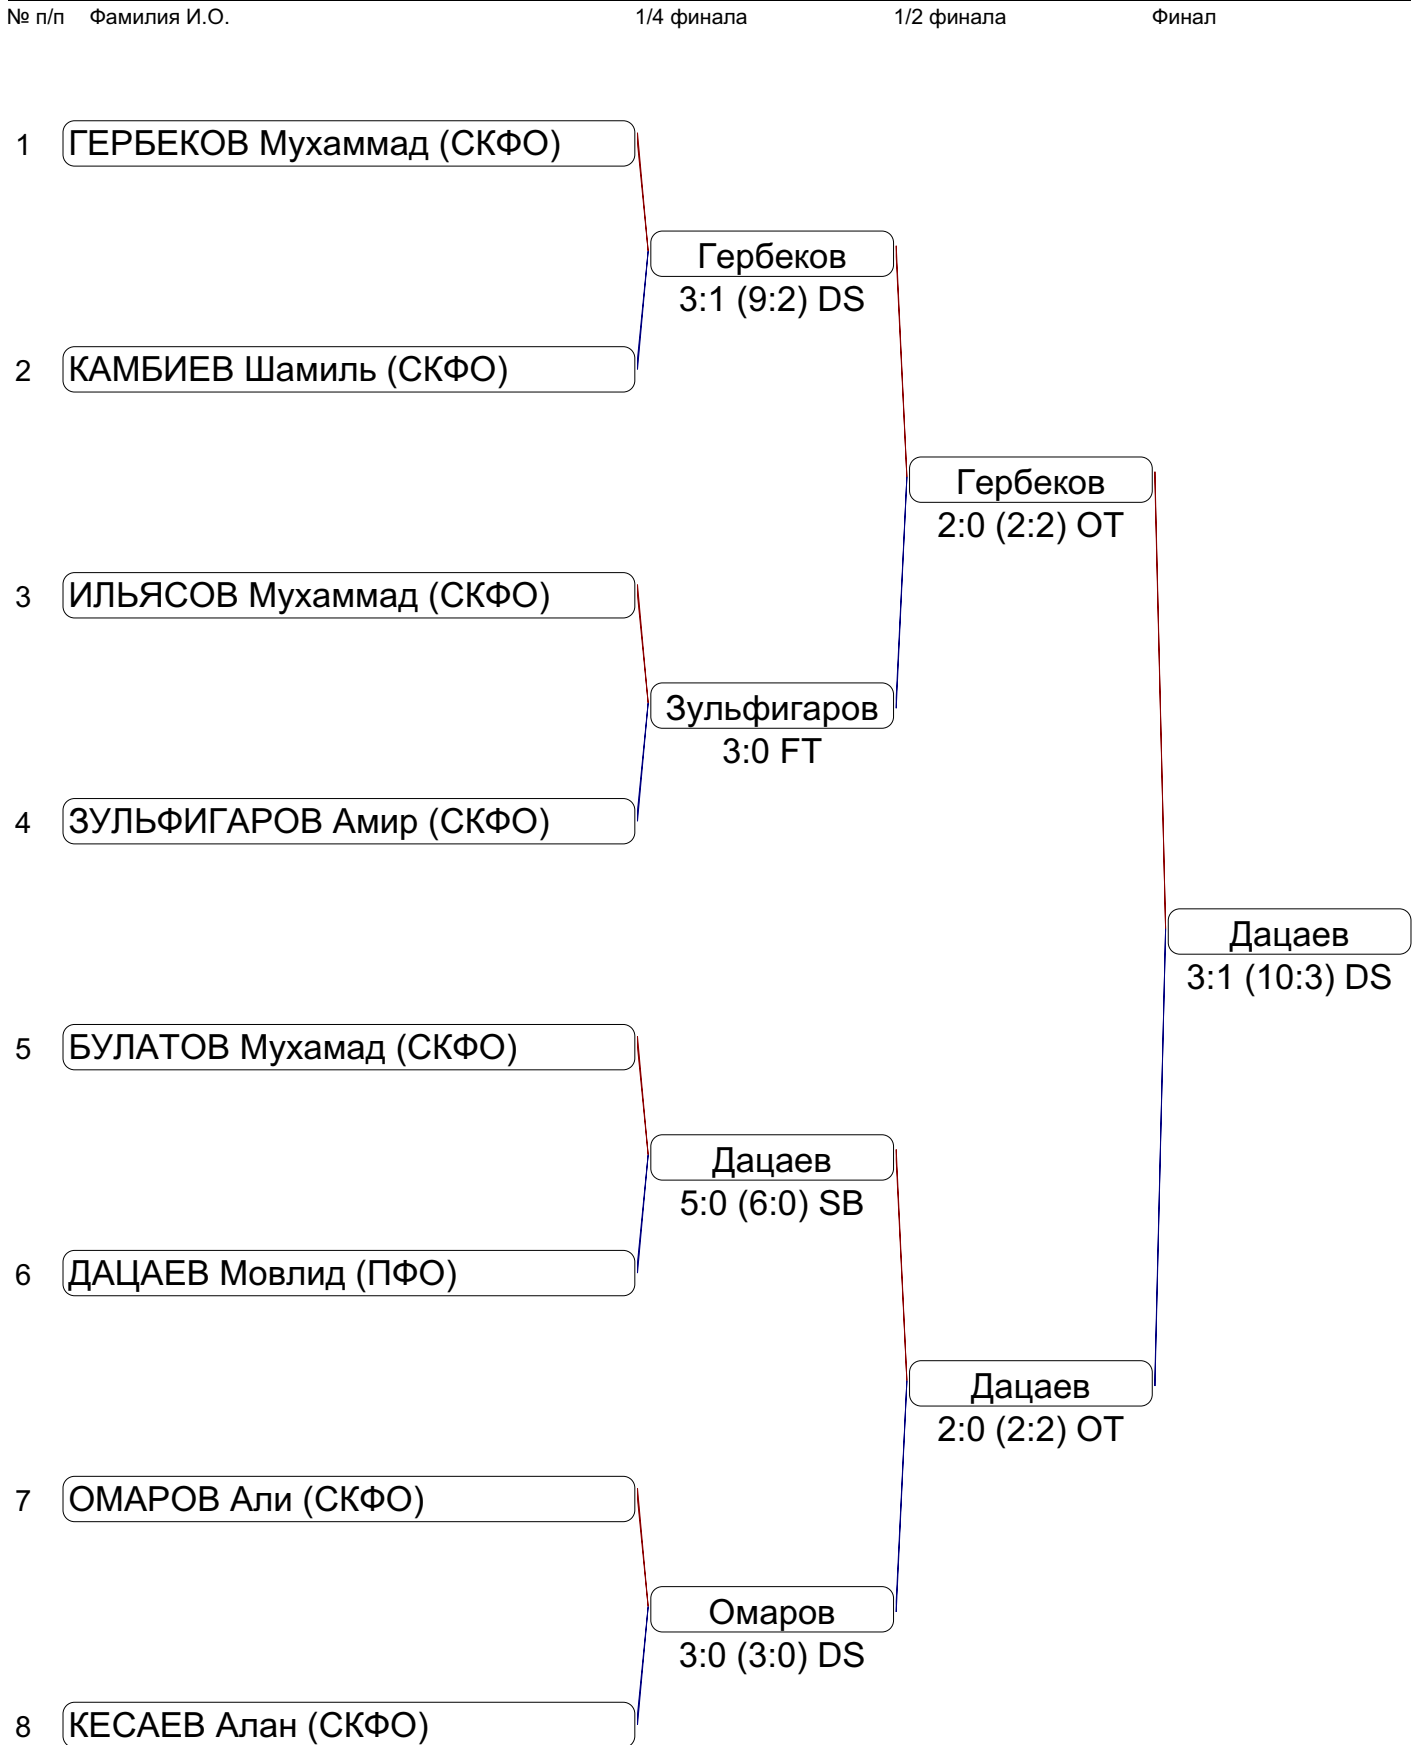 № п/п Фамилия И.О. 1/4 финала 1/2 финала Финал
1 ГЕРБЕКОВ Мухаммад (СКФО)
Гербеков
3:1 (9:2) DS
2 КАМБИЕВ Шамиль (СКФО)
Гербеков
2:0 (2:2) OT
3 ИЛЬЯСОВ Мухаммад (СКФО)
Зульфигаров
3:0 FT
4 ЗУЛЬФИГАРОВ Амир (СКФО)
Дацаев
3:1 (10:3) DS
5 БУЛАТОВ Мухамад (СКФО)
Дацаев
5:0 (6:0) SB
6 ДАЦАЕВ Мовлид (ПФО)
Дацаев
2:0 (2:2) OT
7 ОМАРОВ Али (СКФО)
Омаров
3:0 (3:0) DS
8 КЕСАЕВ Алан (СКФО)